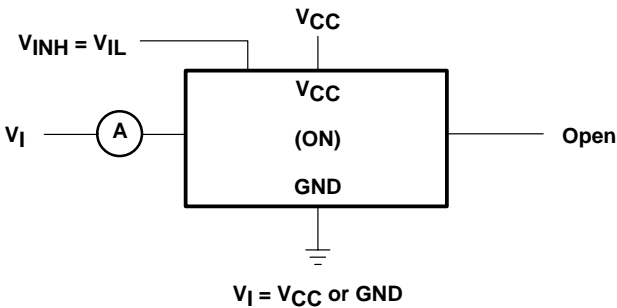 VCC
VINH = VIL
VCC
VI
A
(ON)
Open
GND
VI = VCC or GND